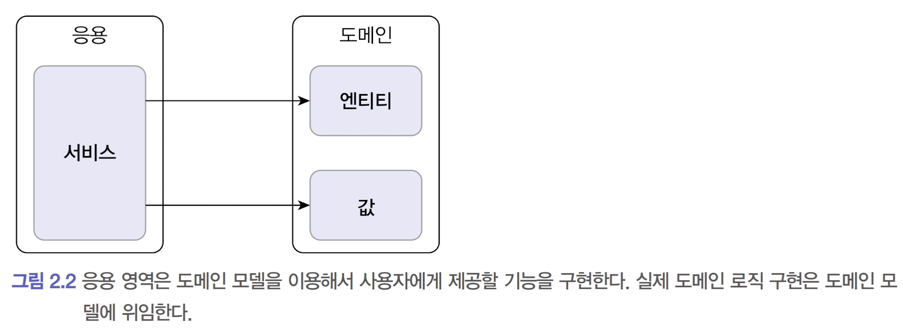 응용
도메인
서비스
엔티티
값
그림 2.2 응용 영역은 도메인 모델을 이용해서 사용자에게 제공할 기능을 구현한다. 실제 도메인 로직 구현은 도메인 모
델에 위임한다.